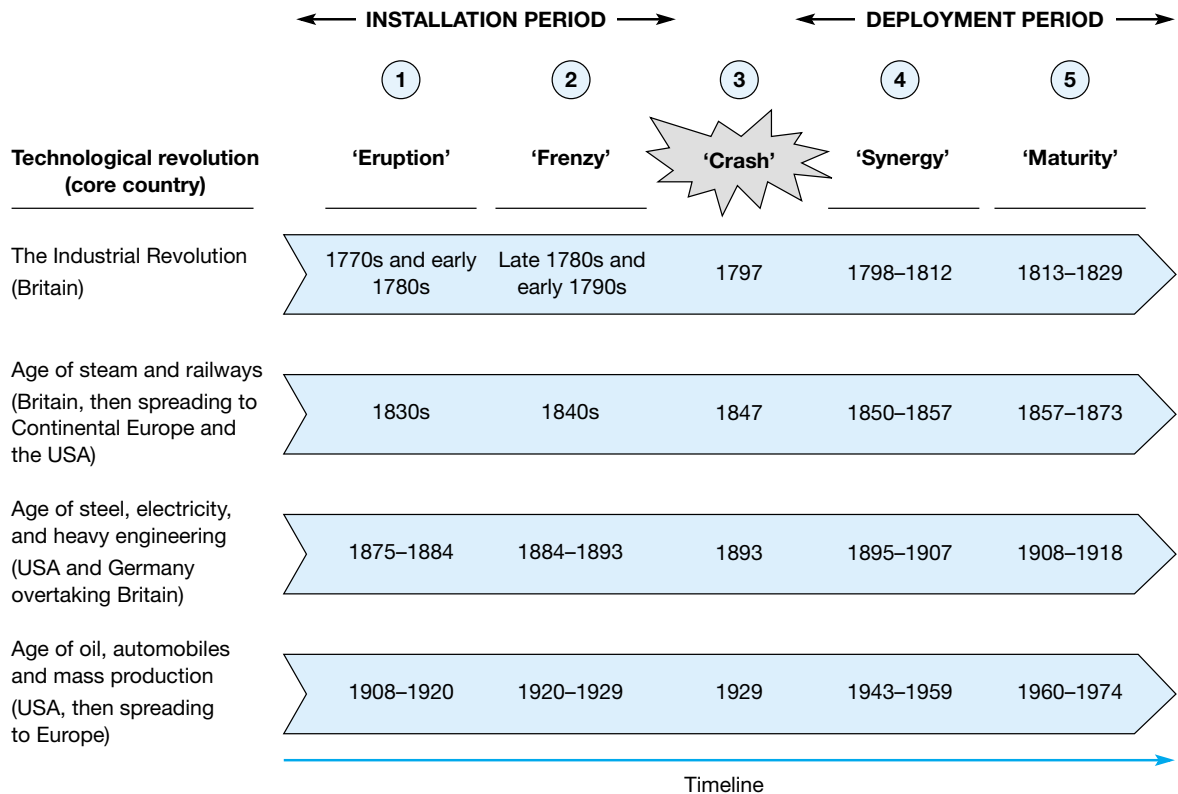 INSTALLATION PERIOD
DEPLOYMENT PERIOD
1
2
3
4
5
Technological revolution
(core country)
‘Eruption’
‘Frenzy’
‘Crash’
‘Synergy’
‘Maturity’
The Industrial Revolution
(Britain)
1770s and early
1780s
Late 1780s and
early 1790s
1797
1798–1812
1813–1829
Age of steam and railways
(Britain, then spreading to
Continental Europe and
the USA)
1830s
1840s
1847
1850–1857
1857–1873
Age of steel, electricity,
and heavy engineering
(USA and Germany
overtaking Britain)
1875–1884
1884–1893
1893
1895–1907
1908–1918
Age of oil, automobiles
and mass production
(USA, then spreading
to Europe)
1908–1920
1920–1929
1929
1943–1959
1960–1974
Timeline